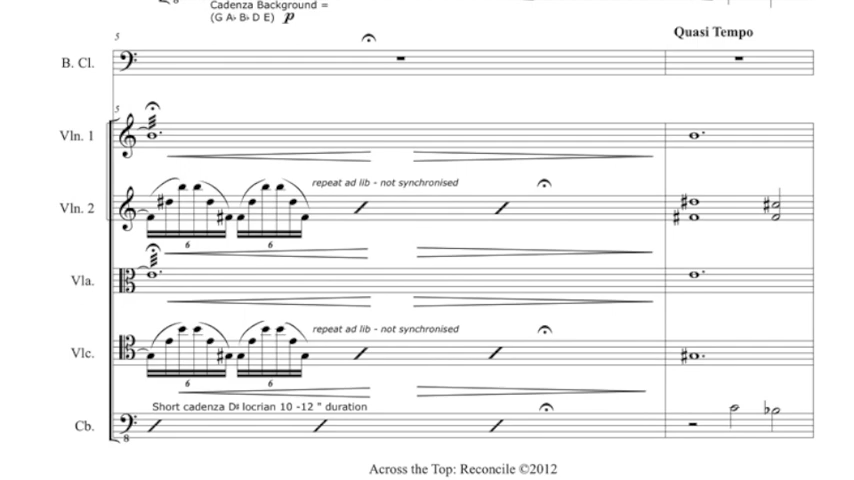 Cadenza Background =
(G A♭ B♭ D E) p
Quasi Tempo
5
B. Cl.
5
Vln. 1
repeat ad lib - not synchronised
Vln. 2
6 6
Vla.
repeat ad lib - not synchronised
Vlc.
6 6
Short cadenza D♯ locrian 10 -12 " duration
Cb.
8
Across the Top: Reconcile ©2012